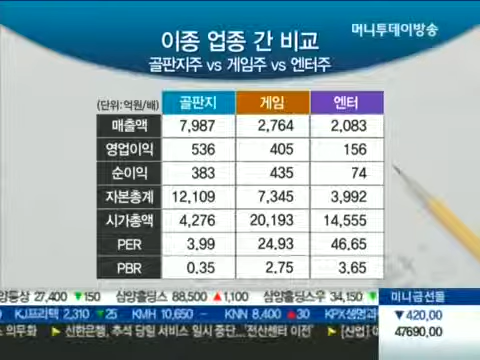 머니투데이방송
이종 업종 간 비교
골판지주 vs 게임주 vs 엔터주
(단위:억원/배) 골판지 게임 엔터
매출액 7,987 2,764 2,083
영업이익 536 405 156
순이익 383 435 74
자본총계 12,109 7,345 3,992
시가총액 4,276 20,193 14,555
PER 3.99 24.93 46.65
PBR 0.35 2.75 3.65
삼양통상 27,400 ▼150 삼양홀딩스 88,500 ▲1,100 삼양홀딩스우 34,150 미니금선물
KJ프리텍 2,310 ▼25 KMH 10,650 - KNN 8,400 ▲30 KPX생명과 ▼420,00
의무화 ▶ 신한은행, 추석 당일 서비스 일시 중단…'전산센터 이전' ▶ [산업] 47690,00